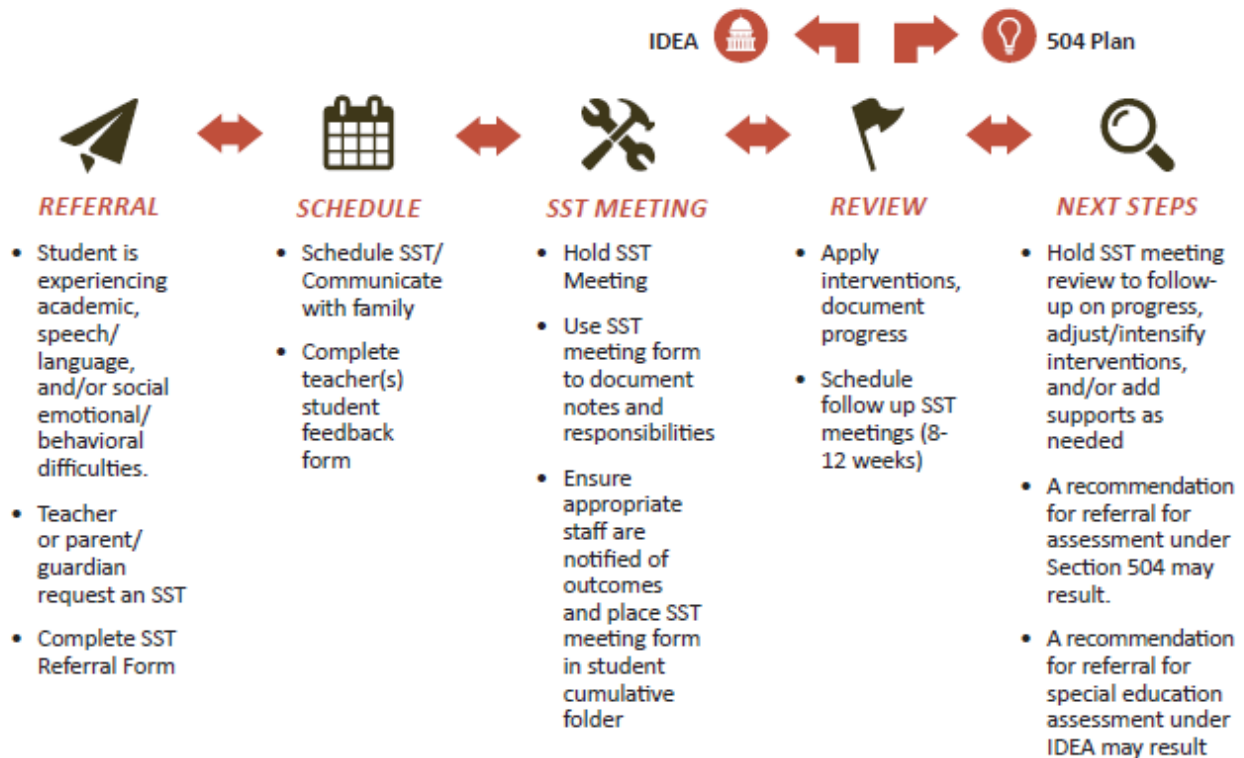 IDEA
504 Plan
REFERRAL
• Student is
experiencing
academic,
speech/
language,
and/or social
emotional/
behavioral
difficulties.
• Teacher
or parent/
guardian
request an SST
• Complete SST
Referral Form
SCHEDULE
• Schedule SST/
Communicate
with family
• Complete
teacher(s)
student
feedback
form
SST MEETING
• Hold SST
Meeting
• Use SST
meeting form
to document
notes and
responsibilities
• Ensure
appropriate
staff are
notified of
outcomes
and place SST
meeting form
in student
cumulative
folder
REVIEW
• Apply
interventions,
document
progress
• Schedule
follow up SST
meetings (8-
12 weeks)
NEXT STEPS
• Hold SST meeting
review to follow-
up on progress,
adjust/intensify
interventions,
and/or add
supports as
needed
• A recommendation
for referral for
assessment under
Section 504 may
result.
• A recommendation
for referral for
special education
assessment under
IDEA may result